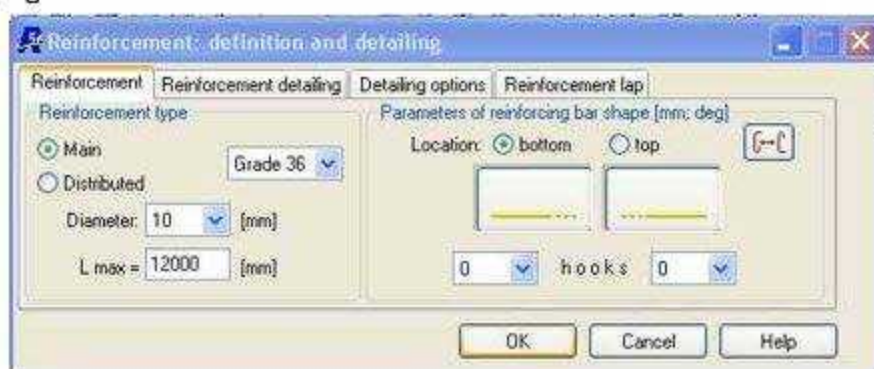 Reinforcement: definition and detailing
Reinforcement Reinforcement detailing Detailing options Reinforcement lap
Reinforcement type
Main
Grade 36
Distributed
Diameter: 10 [mm]
L max = 12000 [mm]
Parameters of reinforcing bar shape [mm; deg]
Location: bottom top
0 hooks 0
OK Cancel Help